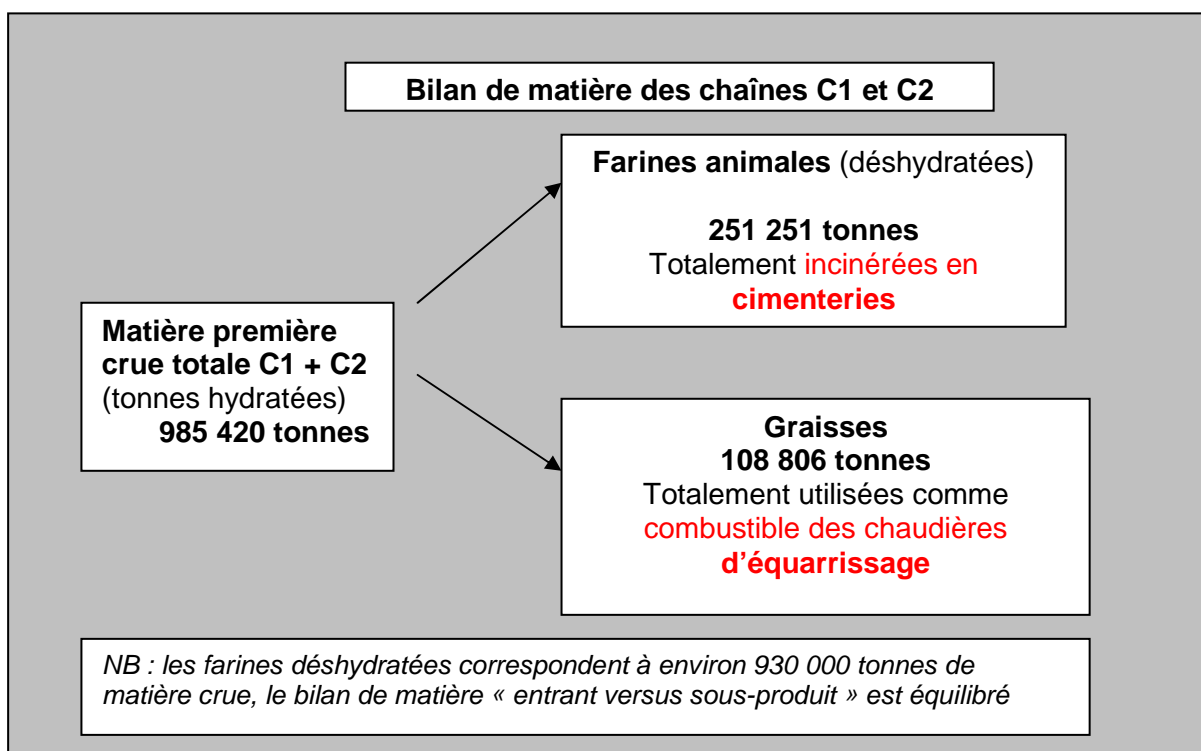 Bilan de matière des chaînes C1 et C2
Farines animales (déshydratées)
251 251 tonnes
Totalement incinérées en
cimenteries
Matière première
crue totale C1 + C2
(tonnes hydratées)
985 420 tonnes
Graisses
108 806 tonnes
Totalement utilisées comme
combustible des chaudières
d’équarrissage
NB : les farines déshydratées correspondent à environ 930 000 tonnes de
matière crue, le bilan de matière « entrant versus sous-produit » est équilibré